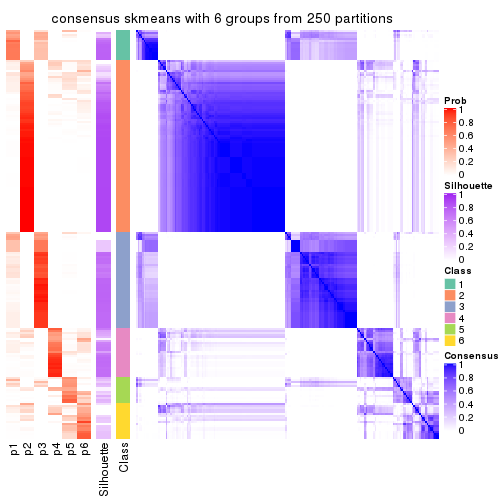 consensus skmeans with 6 groups from 250 partitions
Prob
1
0.8
0.6
0.4
0.2
0
Silhouette
1
0.8
0.6
0.4
0.2
0
Class
1
2
3
4
5
6
Consensus
1
0.8
0.6
0.4
0.2
0
p1
p2
p3
p4
p5
p6
Silhouette
Class